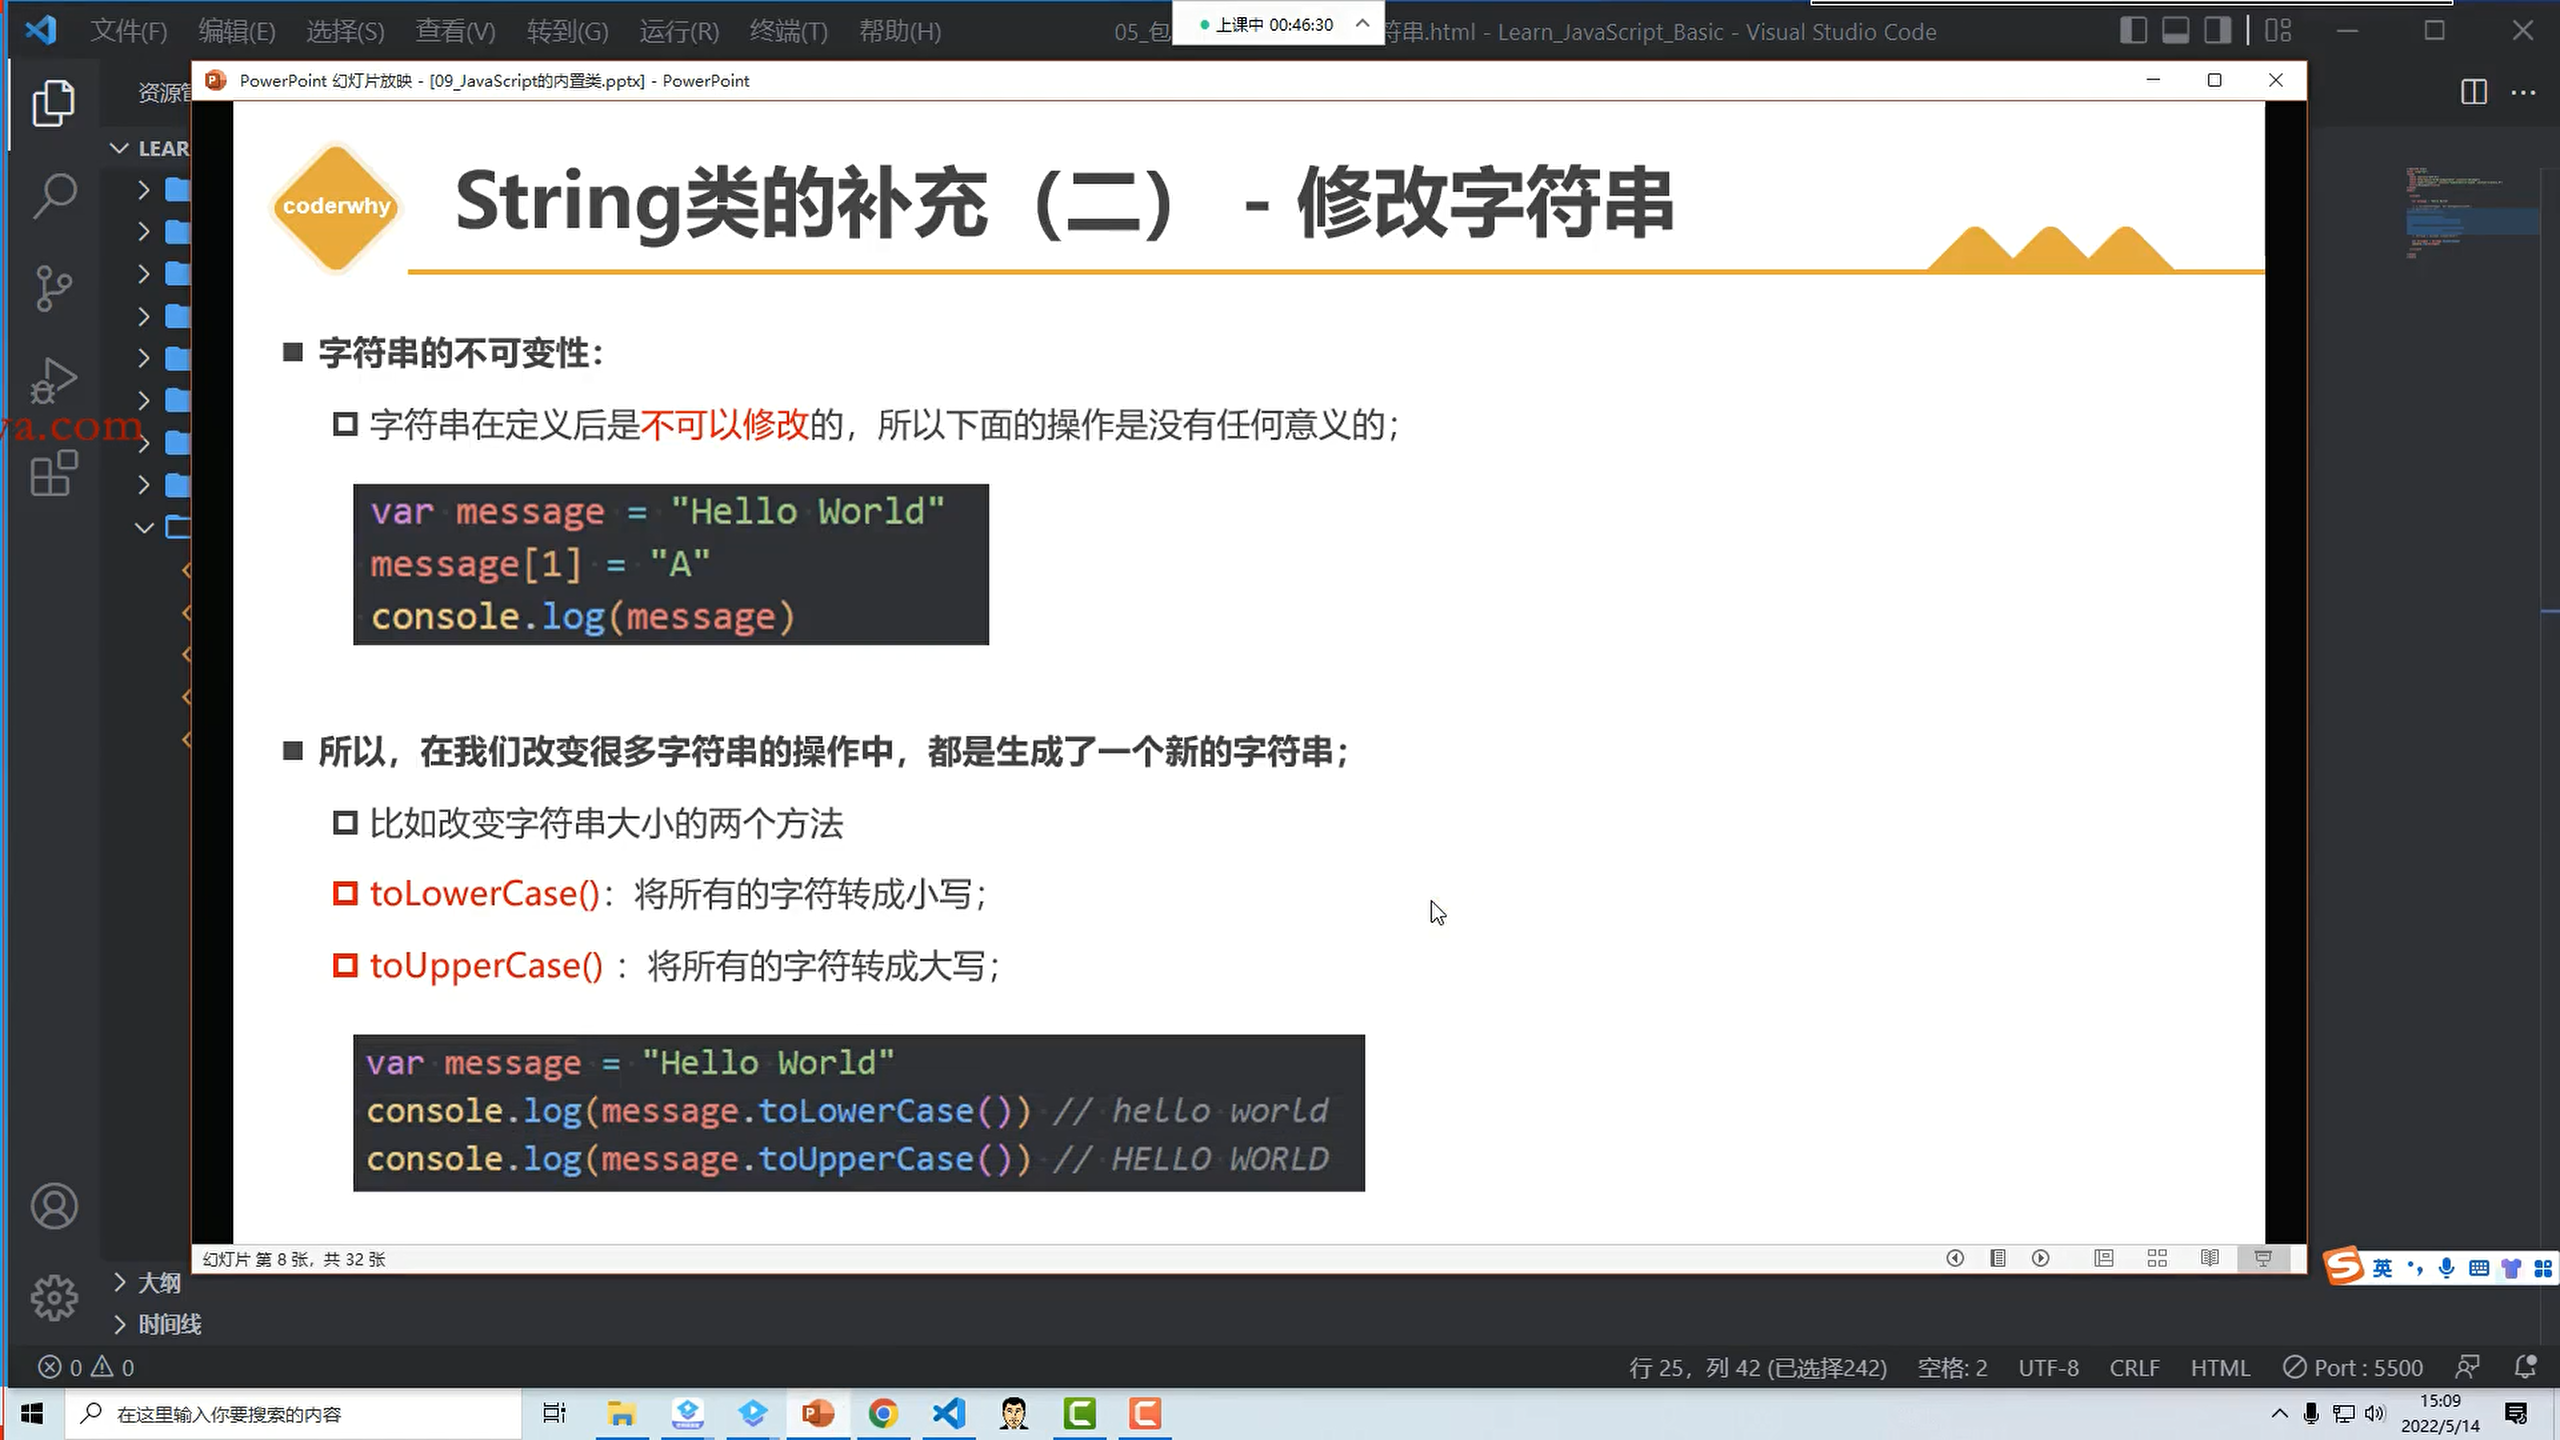 文件(F) 编辑(E) 选择(S) 查看(V) 转到(G) 运行(R) 终端(T) 帮助(H)
05_包
上课中 00:46:30
符串.html - Learn_JavaScript_Basic - Visual Studio Code
资源管
PowerPoint 幻灯片放映 - [09_JavaScript的内置类.pptx] - PowerPoint
LEAR
coderwhy
String类的补充（二） - 修改字符串
字符串的不可变性：
va.com
字符串在定义后是不可以修改的，所以下面的操作是没有任何意义的；
var message = "Hello World"
message[1] = "A"
console.log(message)
所以，在我们改变很多字符串的操作中，都是生成了一个新的字符串；
比如改变字符串大小的两个方法
toLowerCase()：将所有的字符转成小写；
toUpperCase() ：将所有的字符转成大写；
var message = "Hello World"
console.log(message.toLowerCase()) // hello world
console.log(message.toUpperCase()) // HELLO WORLD
幻灯片 第 8 张，共 32 张
英
大纲
时间线
0 0
行 25，列 42 (已选择242) 空格: 2 UTF-8 CRLF HTML Port : 5500
在这里输入你要搜索的内容
15:09
2022/5/14